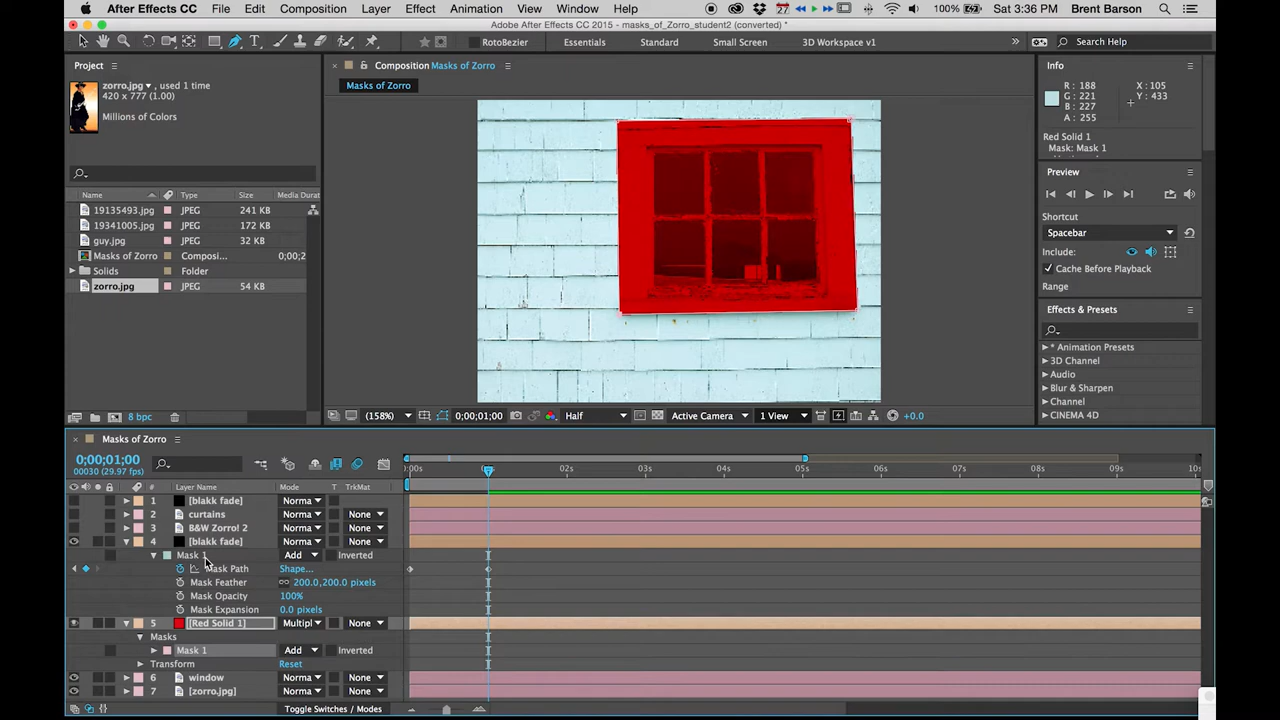 After Effects CC File Edit Composition Layer Effect Animation View Window Help 27 100% Sat 3:36 PM Brent Barson
Adobe After Effects CC 2015 - masks_of_Zorro_student2 (converted) *
RotoBezier Essentials Standard Small Screen 3D Workspace v1 Search Help
Project
zorro.jpg , used 1 time
420 x 777 (1.00)
Millions of Colors
Name Type Size Media Durat
19135493.jpg JPEG 241 KB
19341005.jpg JPEG 172 KB
guy.jpg JPEG 32 KB
Masks of Zorro Composi... 0;00;2
Solids Folder
zorro.jpg JPEG 54 KB
8 bpc
Composition Masks of Zorro
Masks of Zorro
(158%) 0;00;01;00 Half Active Camera 1 View +0.0
Info
R : 188
G : 221
B : 227
A : 255
X : 105
Y : 433
Red Solid 1
Mask: Mask 1
Preview
Shortcut
Spacebar
Include:
Cache Before Playback
Range
Effects & Presets
* Animation Presets
3D Channel
Audio
Blur & Sharpen
Channel
CINEMA 4D
Masks of Zorro
0;00;01;00
00030 (29.97 fps)
:00s 02s 03s 04s 05s 06s 07s 08s 09s 10s
# Layer Name Mode T TrkMat
1 [blakk fade] Norma
2 curtains Norma None
3 B&W Zorro! 2 Norma None
4 [blakk fade] Norma None
Mask 1 Add Inverted
Mask Path Shape...
Mask Feather 200.0,200.0 pixels
Mask Opacity 100%
Mask Expansion 0.0 pixels
5 [Red Solid 1] Multipl None
Masks
Mask 1 Add Inverted
Transform Reset
6 window Norma None
7 [zorro.jpg] Norma None
Toggle Switches / Modes